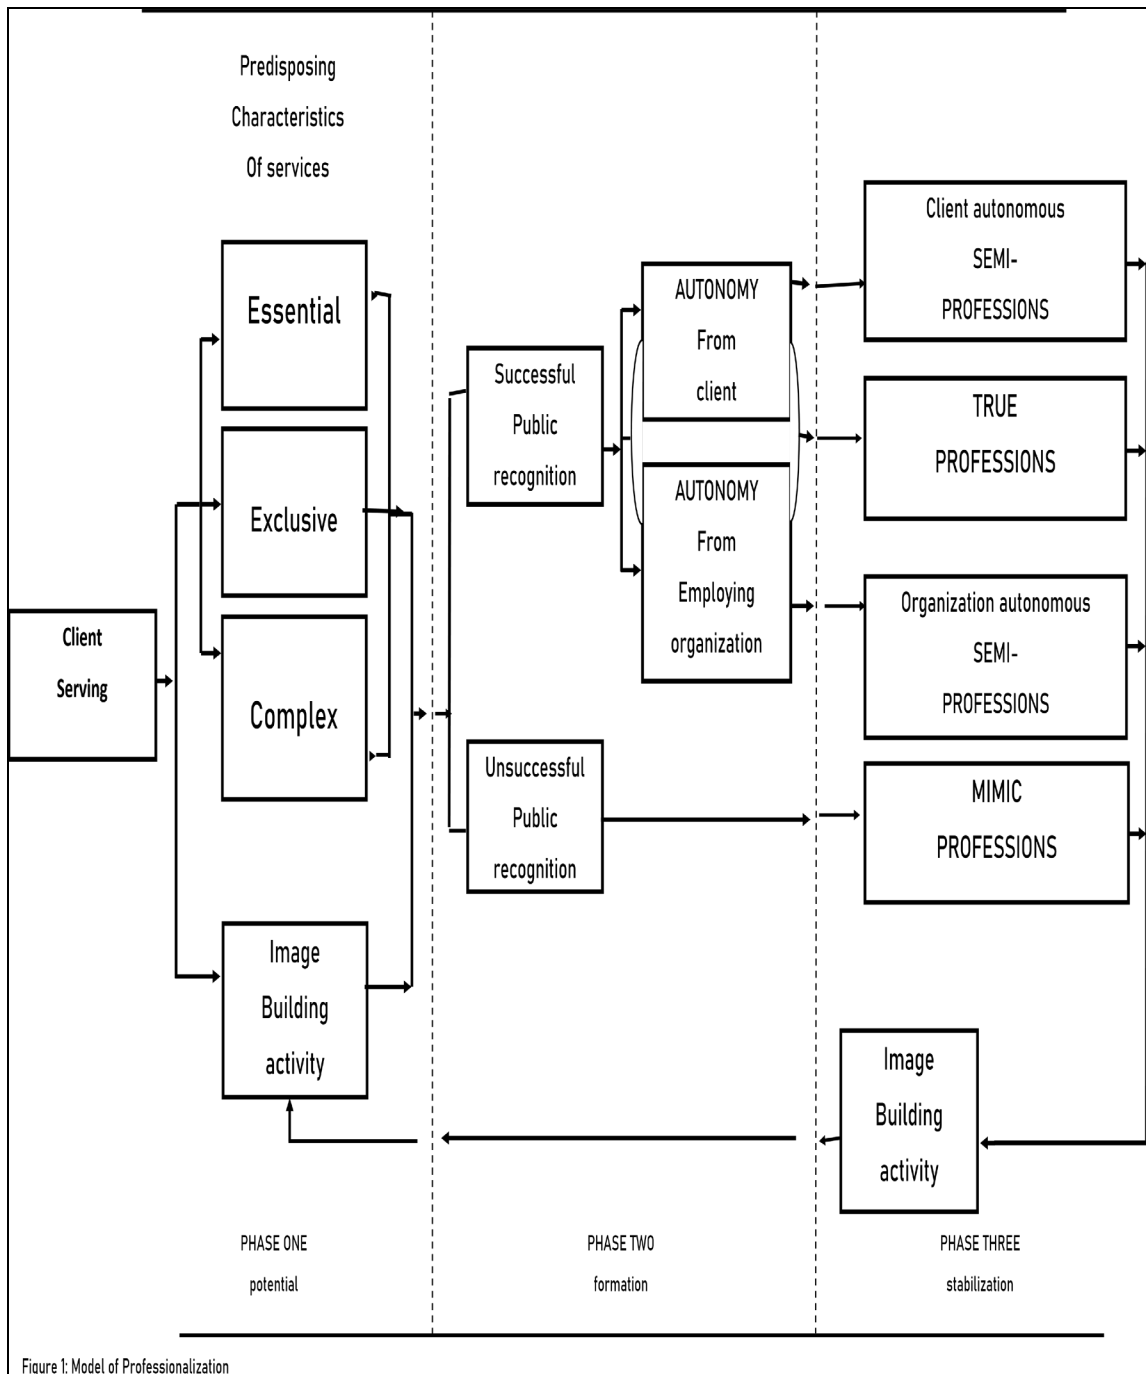 Predisposing
Characteristics
Of services
Essential
Exclusive
Complex
Client
Serving
Image
Building
activity
Successful
Public
recognition
Unsuccessful
Public
recognition
AUTONOMY
From
client
AUTONOMY
From
Employing
organization
Client autonomous
SEMI-
PROFESSIONS
TRUE
PROFESSIONS
Organization autonomous
SEMI-
PROFESSIONS
MIMIC
PROFESSIONS
Image
Building
activity
PHASE ONE
potential
PHASE TWO
formation
PHASE THREE
stabilization
Figure 1: Model of Professionalization